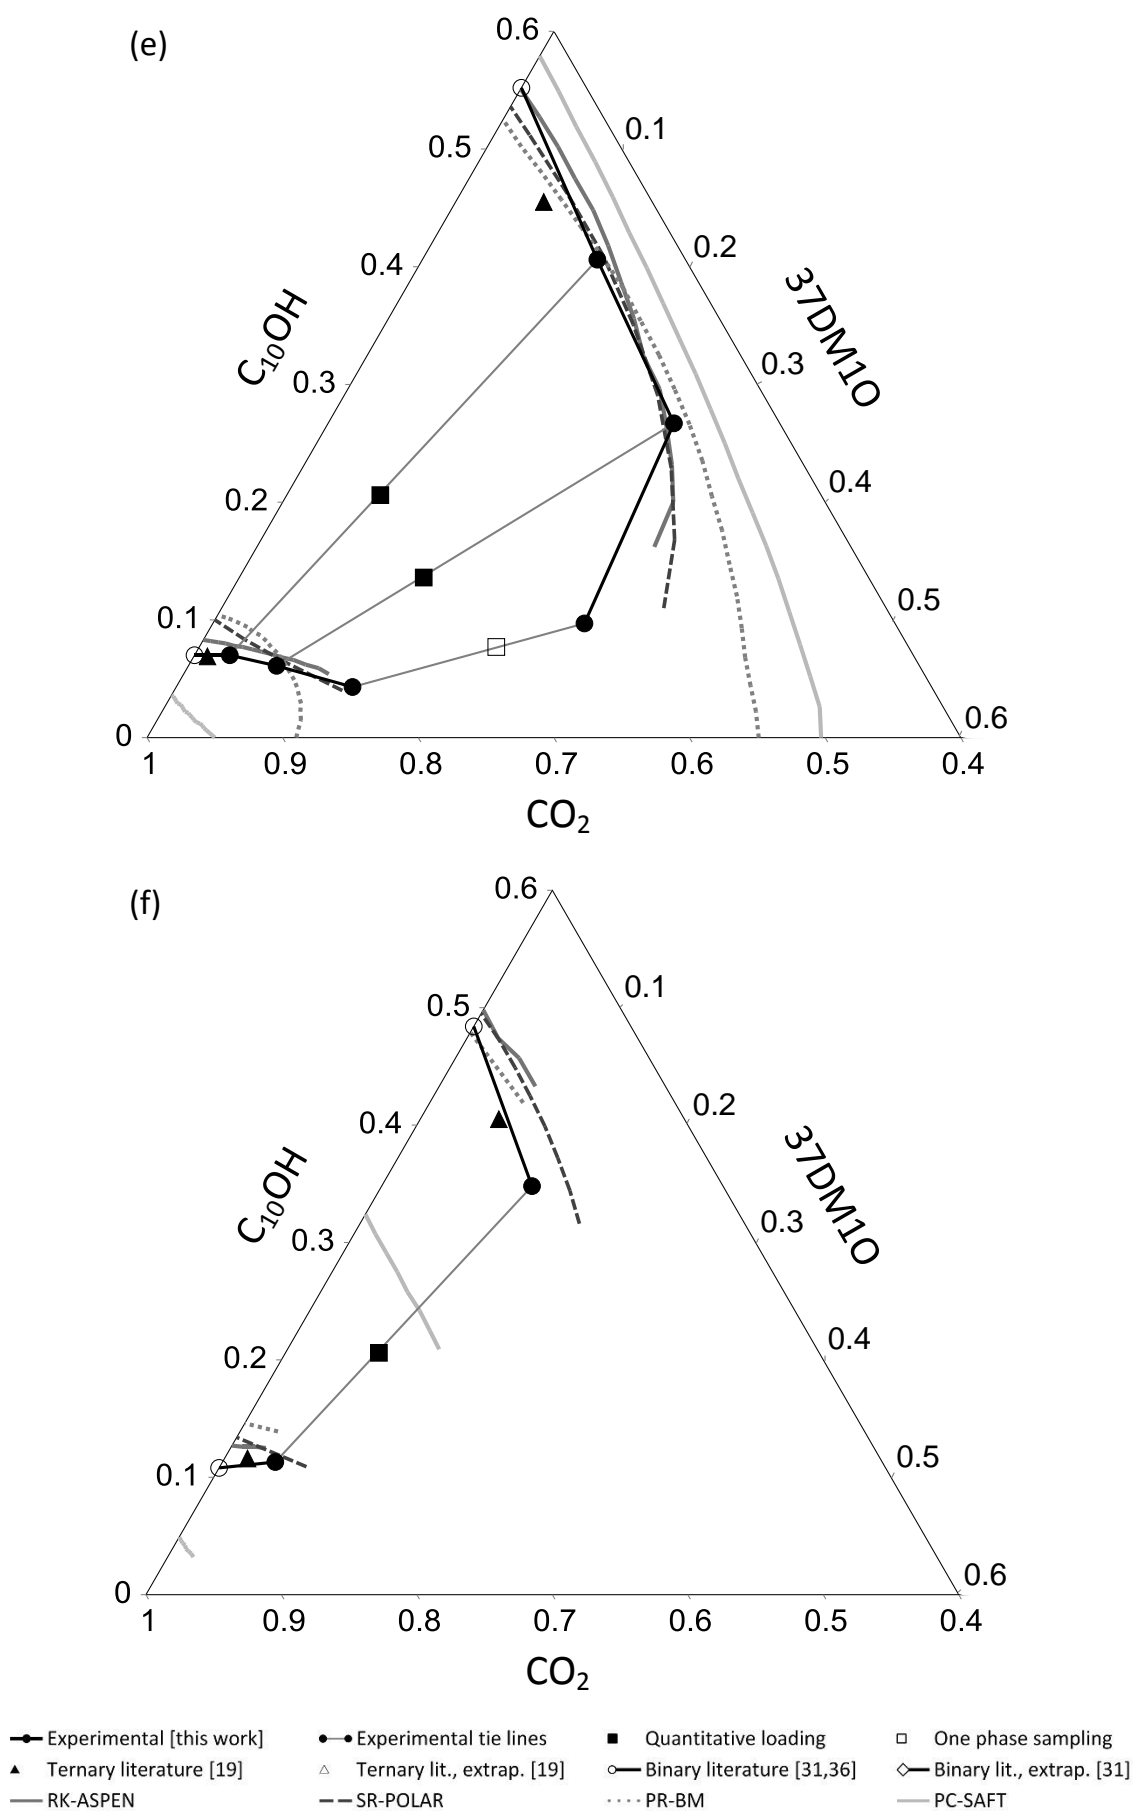 (e)
0.6
0.1
0.5
0.2
0.4
37DM1O
C₁₀OH
0.3
0.3
0.4
0.2
0.5
0.1
0
0.6
1 0.9 0.8 0.7 0.6 0.5 0.4
CO₂
(f)
0.6
0.1
0.5
0.2
0.4
37DM1O
C₁₀OH
0.3
0.3
0.4
0.2
0.5
0.1
0.6
0
1 0.9 0.8 0.7 0.6 0.5 0.4
CO₂
Experimental [this work] Experimental tie lines Quantitative loading One phase sampling
Ternary literature [19] Ternary lit., extrap. [19] Binary literature [31,36] Binary lit., extrap. [31]
RK-ASPEN SR-POLAR PR-BM PC-SAFT